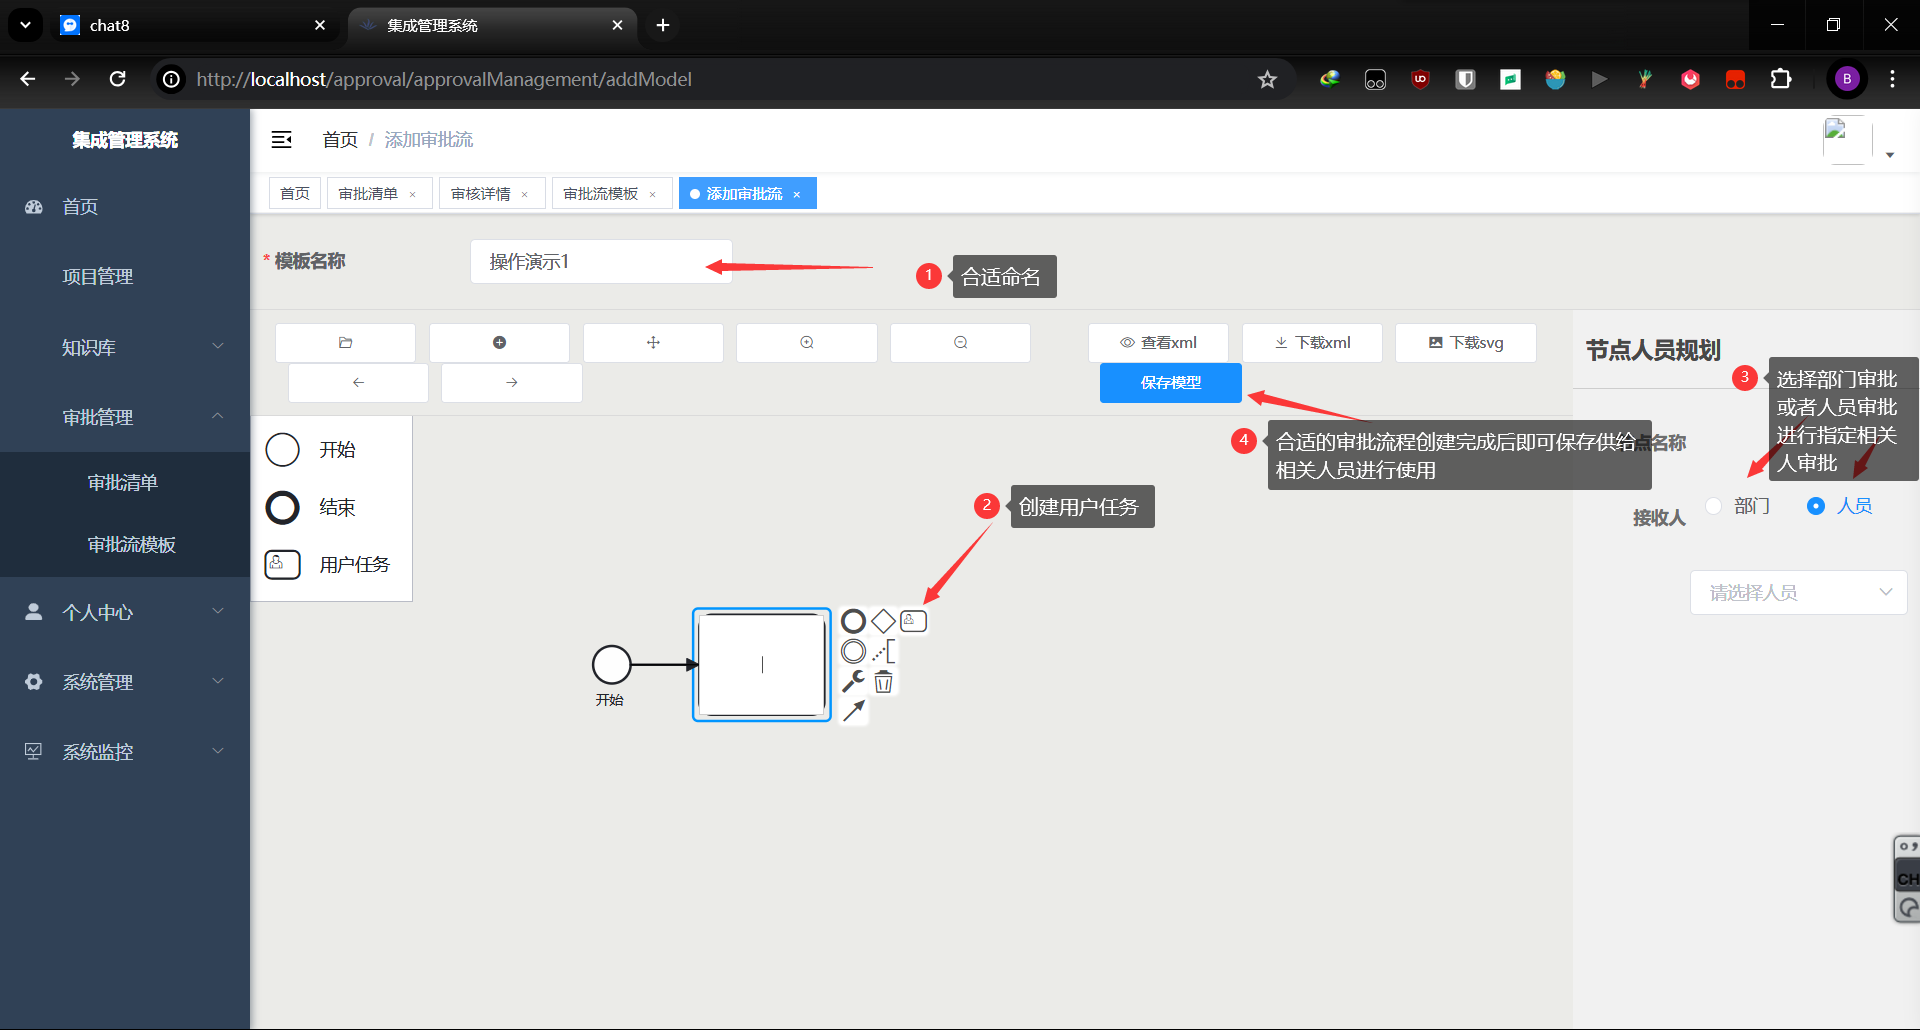 chat8
集成管理系统
http://localhost/approval/approvalManagement/addModel
B
集成管理系统
首页 / 添加审批流
首页
审批清单 ×
审核详情 ×
审批流模板 ×
添加审批流 ×
首页
项目管理
知识库
审批管理
审批清单
审批流模板
个人中心
系统管理
系统监控
* 模板名称
操作演示1
1 合适命名
查看xml
下载xml
下载svg
保存模型
节点人员规划
3 选择部门审批
或者人员审批
进行指定相关
人审批
4 合适的审批流程创建完成后即可保存供给
相关人员进行使用
点名称
接收人
部门
人员
请选择人员
开始
结束
用户任务
2 创建用户任务
开始
CH